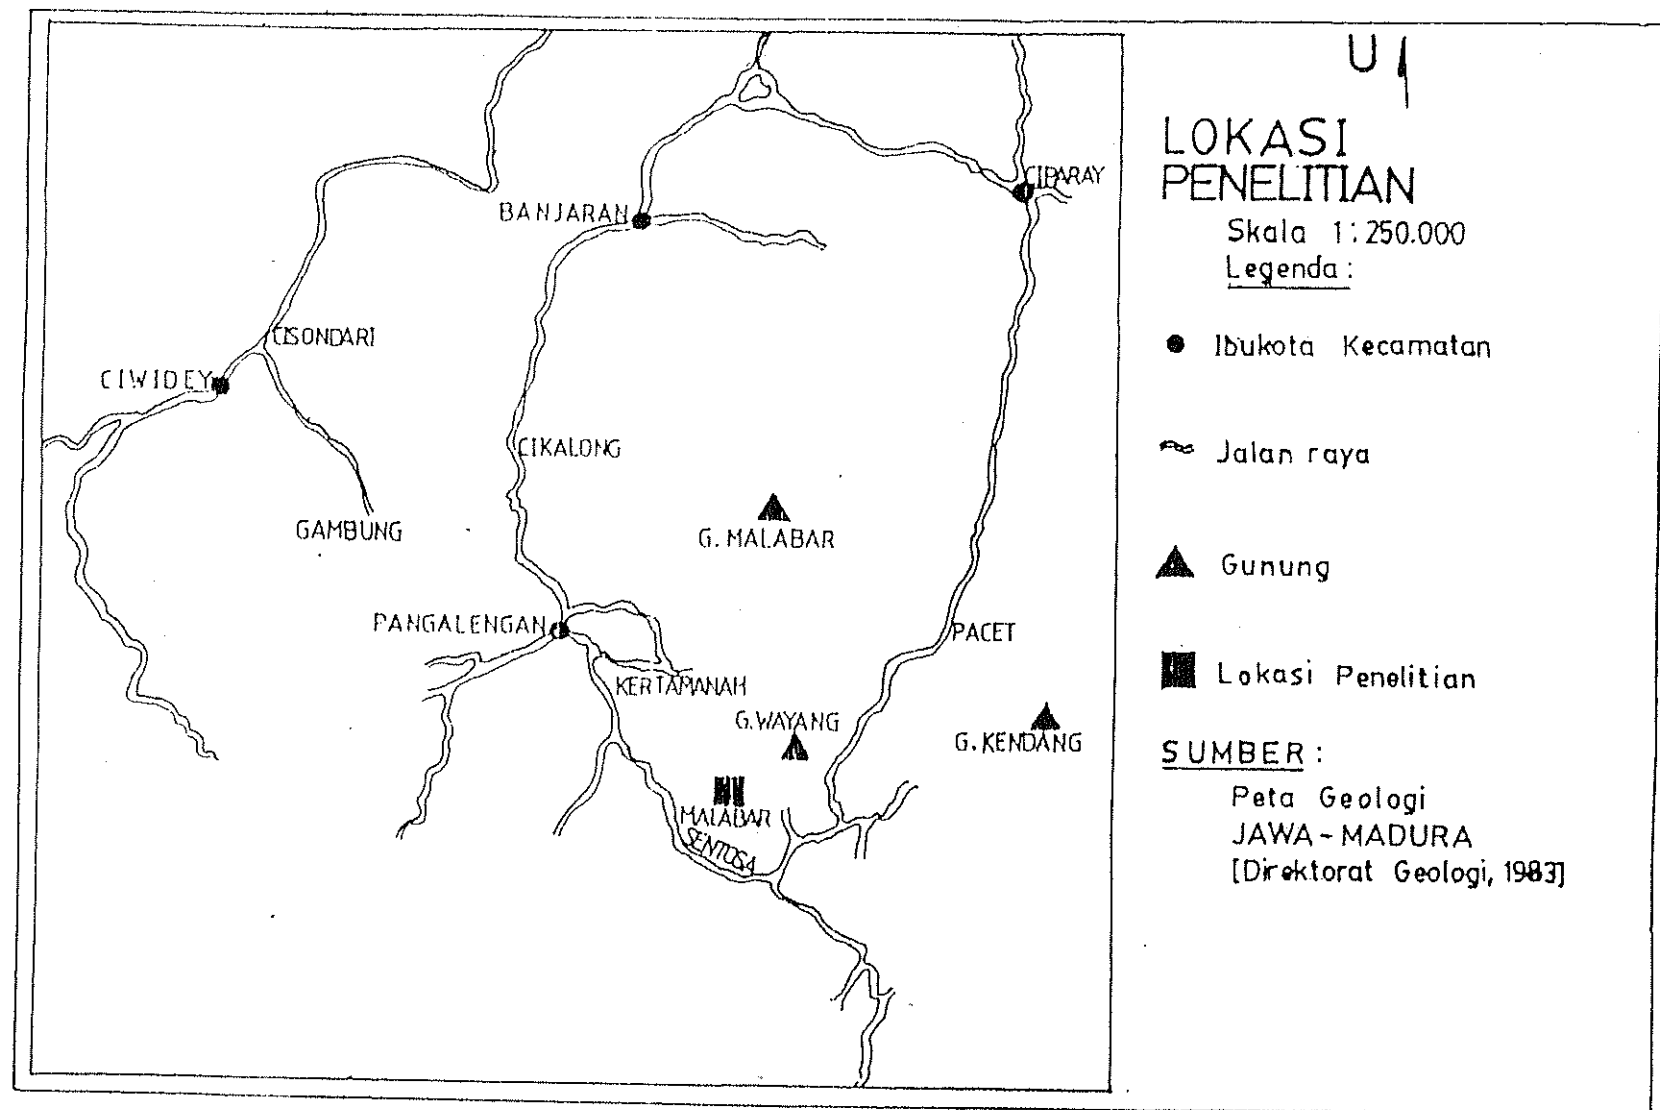 U
LOKASI
PENELITIAN
Skala 1:250.000
Legenda:
Ibukota Kecamatan
Jalan raya
Gunung
Lokasi Penelitian
SUMBER:
Peta Geologi
JAWA-MADURA
[Direktorat Geologi, 1983]
CIPARAY
BANJARAN
CISONDARI
CIWIDEY
CIKALONG
GAMBUNG
G. MALABAR
PANGALENGAN
PACET
KERTAMANAH
G. WAYANG
G. KENDANG
MALABAR
SENTOSA